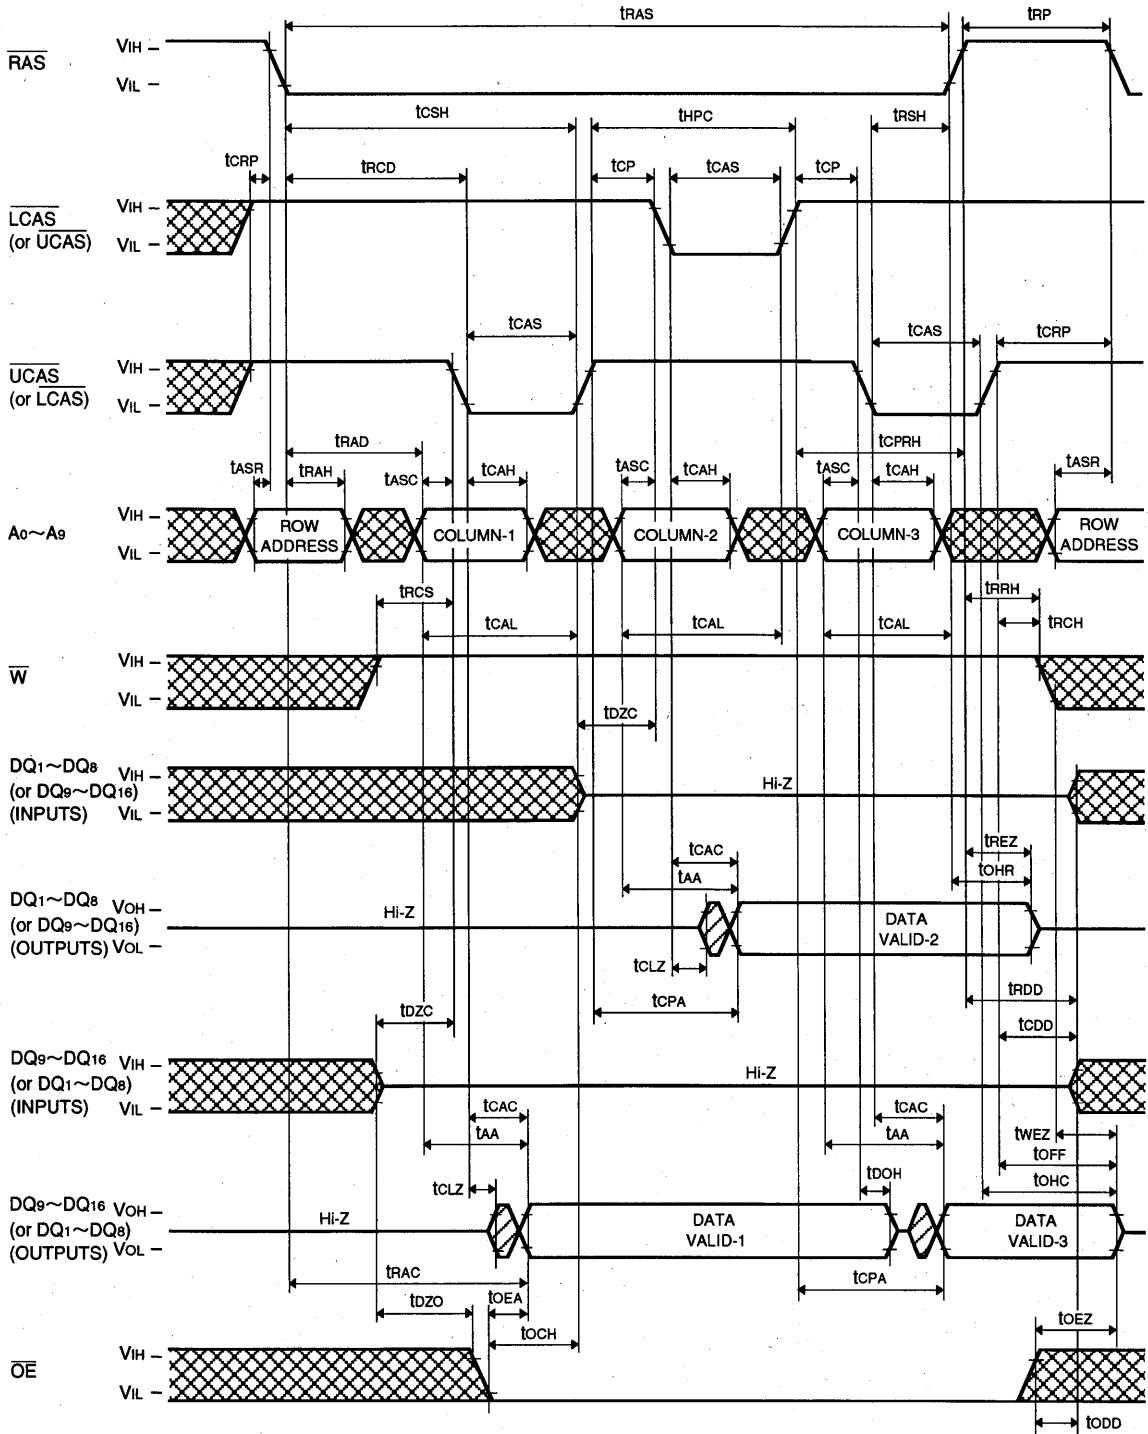 tRAS tRP
RAS VIH
VIL
tCSH tHPC tRSH
tCRP tRCD tCP tCAS tCP
LCAS VIH
(or UCAS) VIL
tCAS tCAS tCRP
UCAS VIH
(or LCAS) VIL
tRAD tCPRH
tASR tRAH tASC tCAH tASC tCAH tASC tCAH tASR
A0~A9 VIH
VIL
ROW
ADDRESS
COLUMN-1
COLUMN-2
COLUMN-3
ROW
ADDRESS
tRCS tRRH
tCAL tCAL tCAL tRCH
W VIH
VIL
tDZC
DQ1~DQ8 VIH
(or DQ9~DQ16) Hi-Z
(INPUTS) VIL
tCAC tREZ
tAA tOHR
DQ1~DQ8 VOH
(or DQ9~DQ16) Hi-Z
(OUTPUTS) VOL
DATA
VALID-2
tCLZ
tCPA tRDD
tDZC tCDD
DQ9~DQ16 VIH
(or DQ1~DQ8) Hi-Z
(INPUTS) VIL
tCAC tCAC
tAA tAA tWEZ
tOFF
tCLZ tDOH tOHC
DQ9~DQ16 VOH
(or DQ1~DQ8) Hi-Z
(OUTPUTS) VOL
DATA
VALID-1
DATA
VALID-3
tRAC tCPA
tDZO tOEA
tOCH tOEZ
OE VIH
VIL
tODD